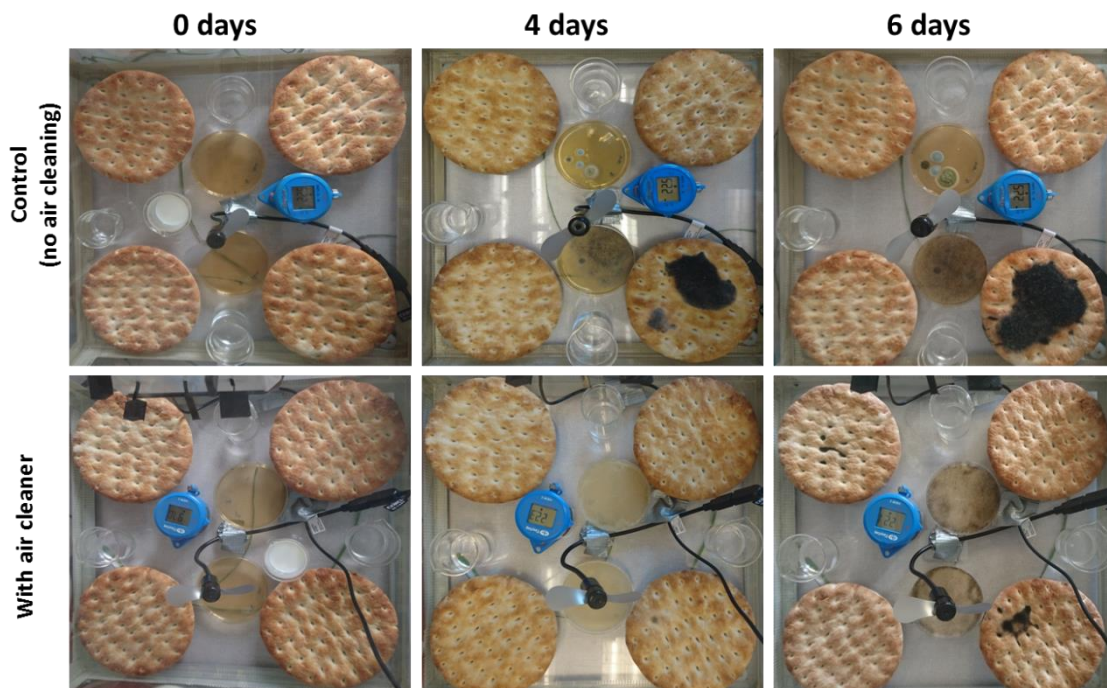 0 days
4 days
6 days
Control
(no air cleaning)
With air cleaner